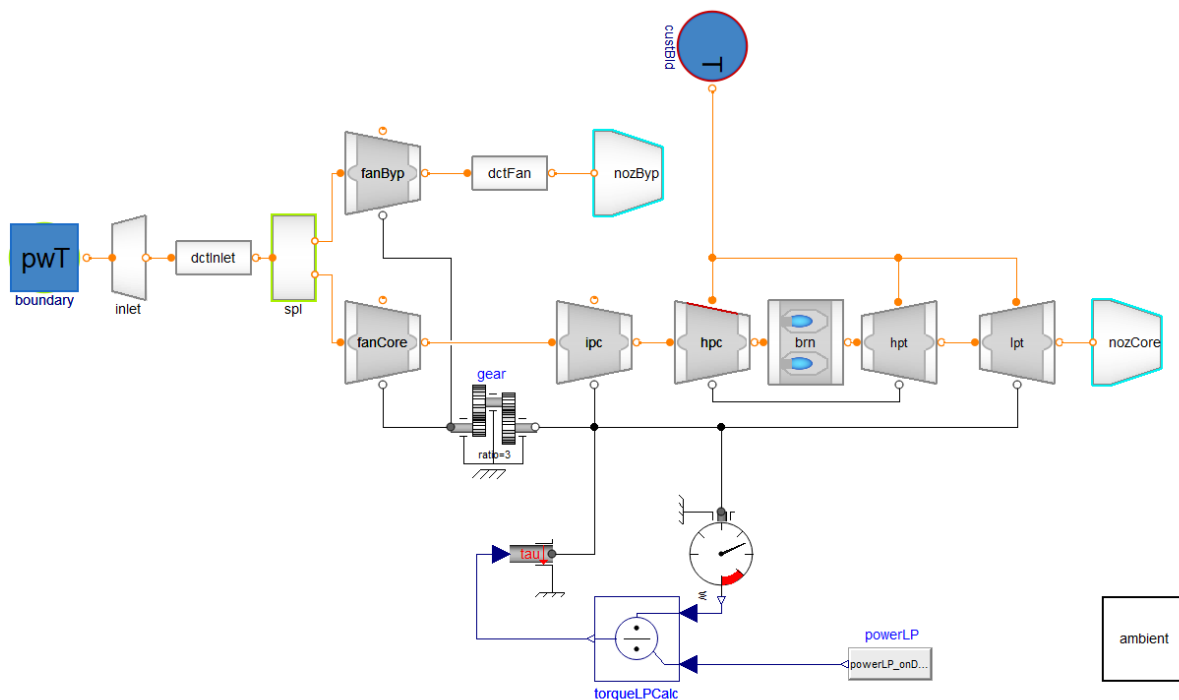 custBld
T
fanByp
dctFan
nozByp
pwT
boundary
inlet
dctInlet
spl
fanCore
ipc
hpc
brn
hpt
lpt
nozCore
gear
ratio=3
tau
w
powerLP
powerLP_onD...
torqueLPCalc
ambient